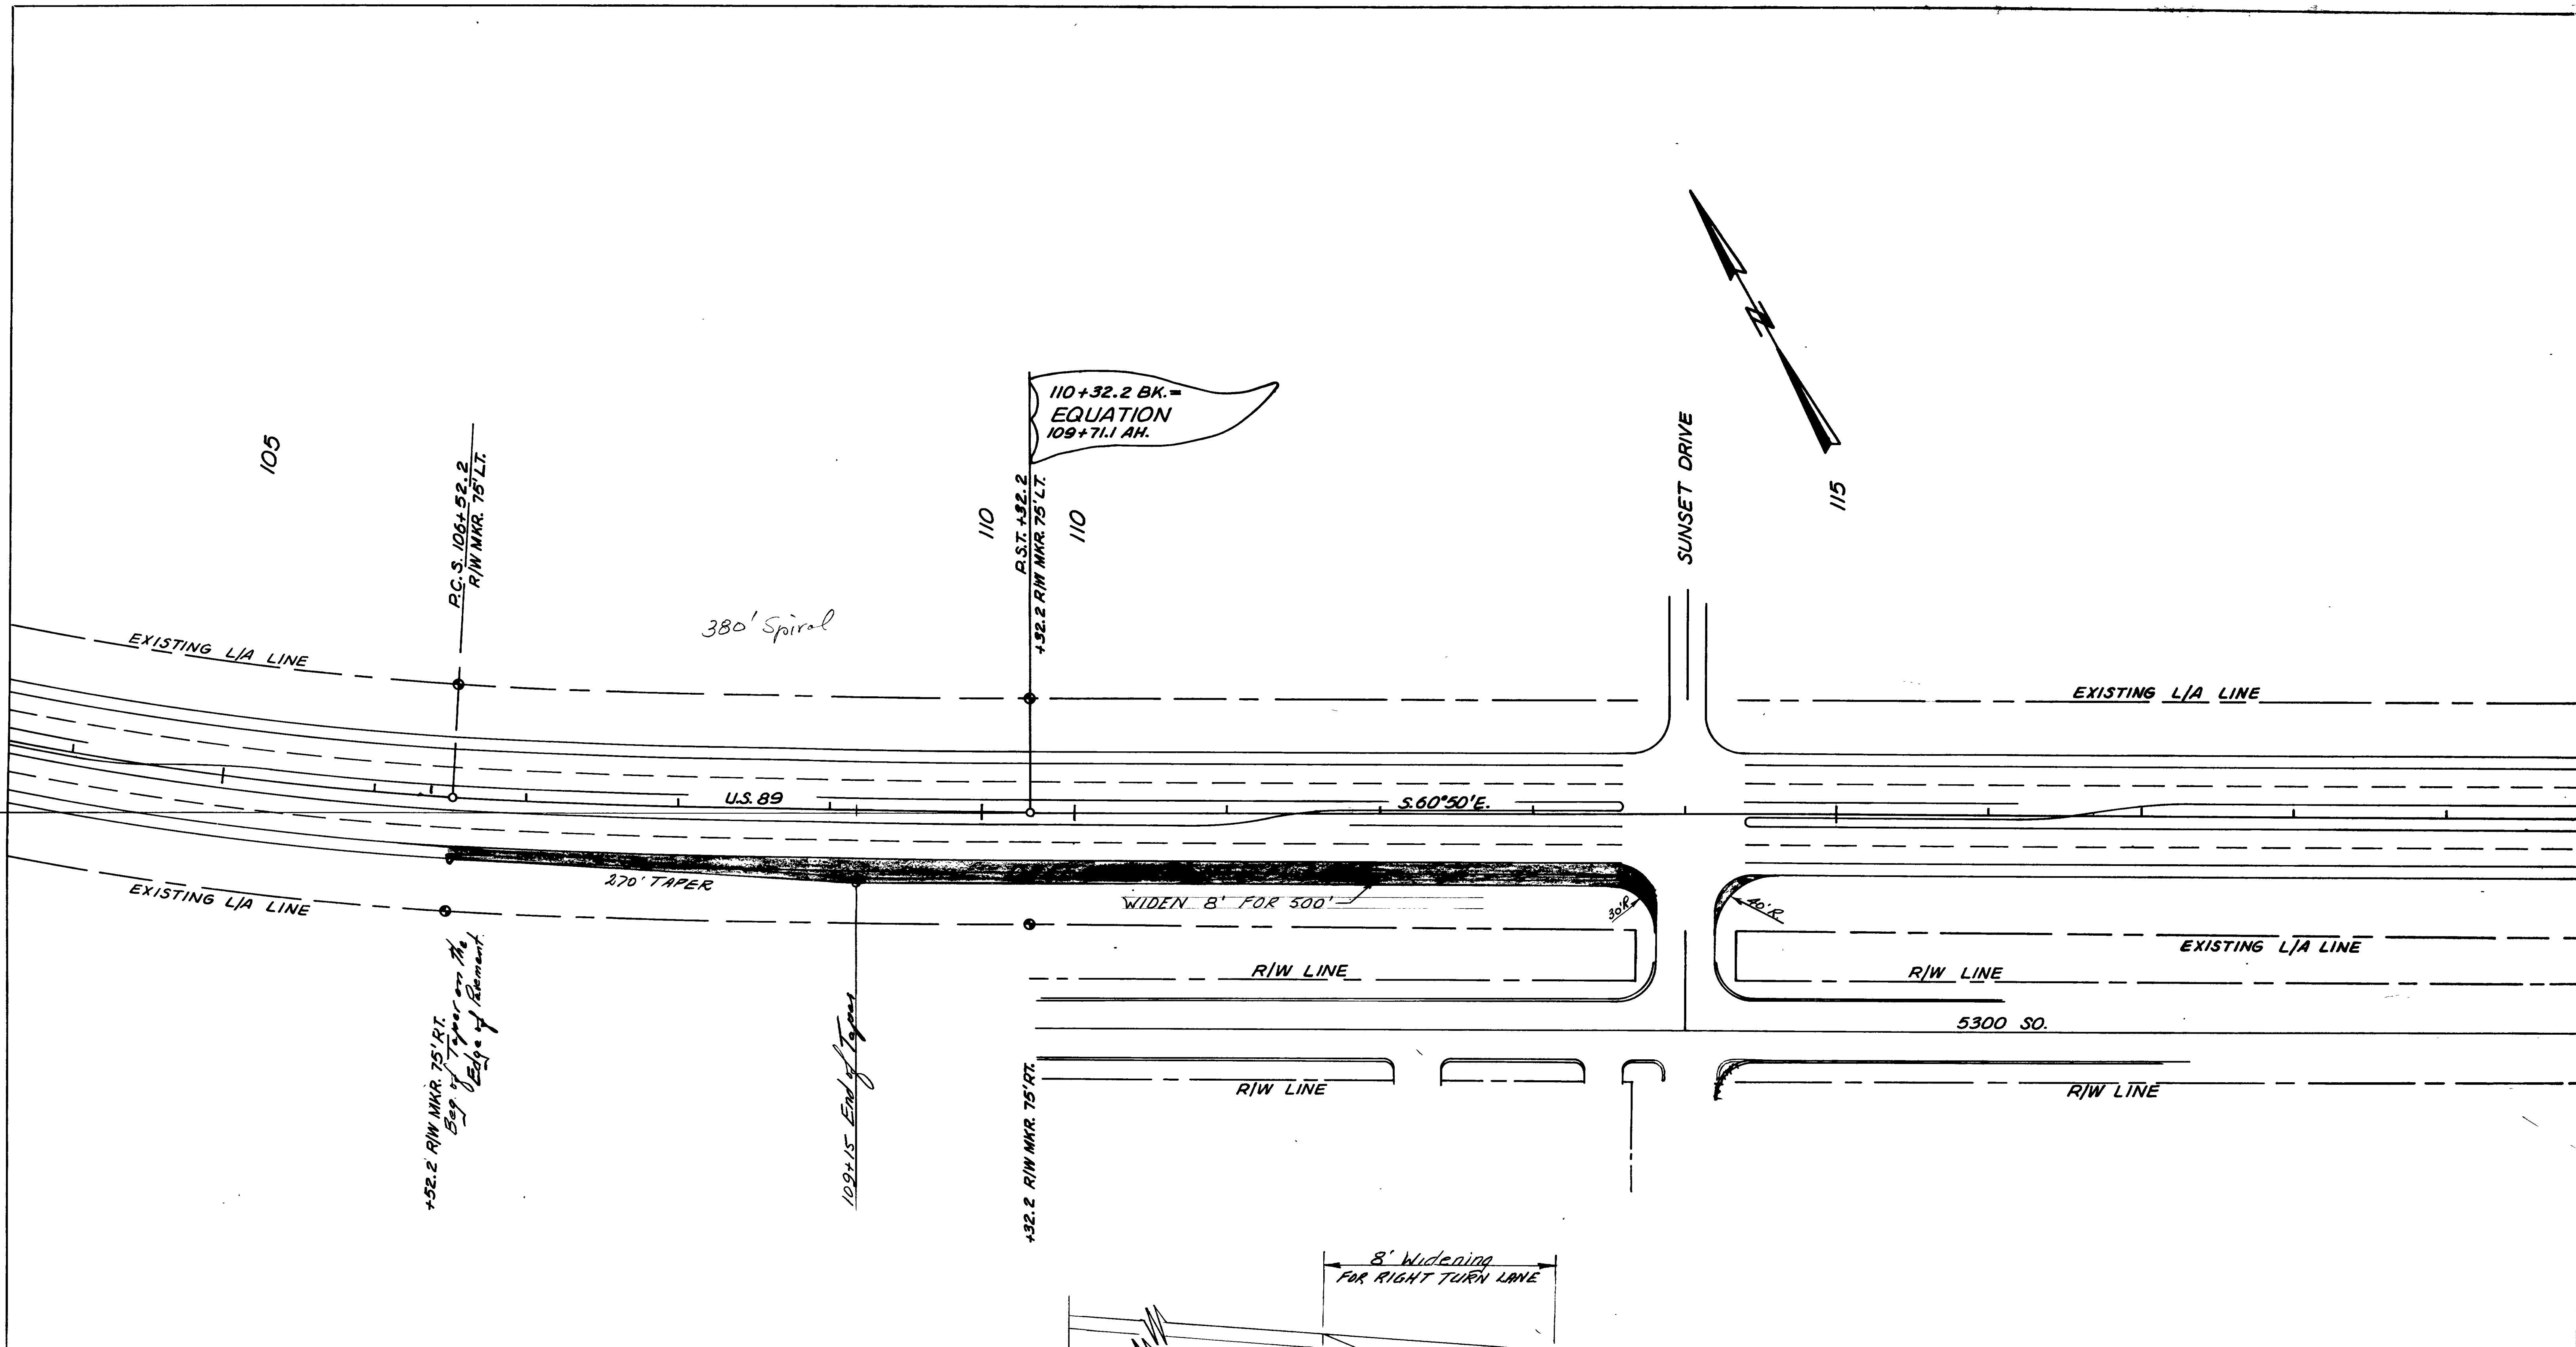 110+32.2 BK.=
EQUATION
109+71.1 AH.
105
P.C.S. 106+52.2
R/W MKR. 75' LT.
110
P.S.T. +32.2
+32.2 R/W MKR. 75' LT.
110
SUNSET DRIVE
N
115
380' Spiral
EXISTING L/A LINE
EXISTING L/A LINE
U.S. 89
S.60°50'E.
270' TAPER
WIDEN 8' FOR 500'
30'R.
40'R.
EXISTING L/A LINE
EXISTING L/A LINE
R/W LINE
R/W LINE
5300 SO.
R/W LINE
R/W LINE
+52.2 R/W MKR. 75' RT.
Beg. of Taper on the
Edge of Pavement
109+15 End of Taper
+32.2 R/W MKR. 75' RT.
8' Widening
FOR RIGHT TURN LANE